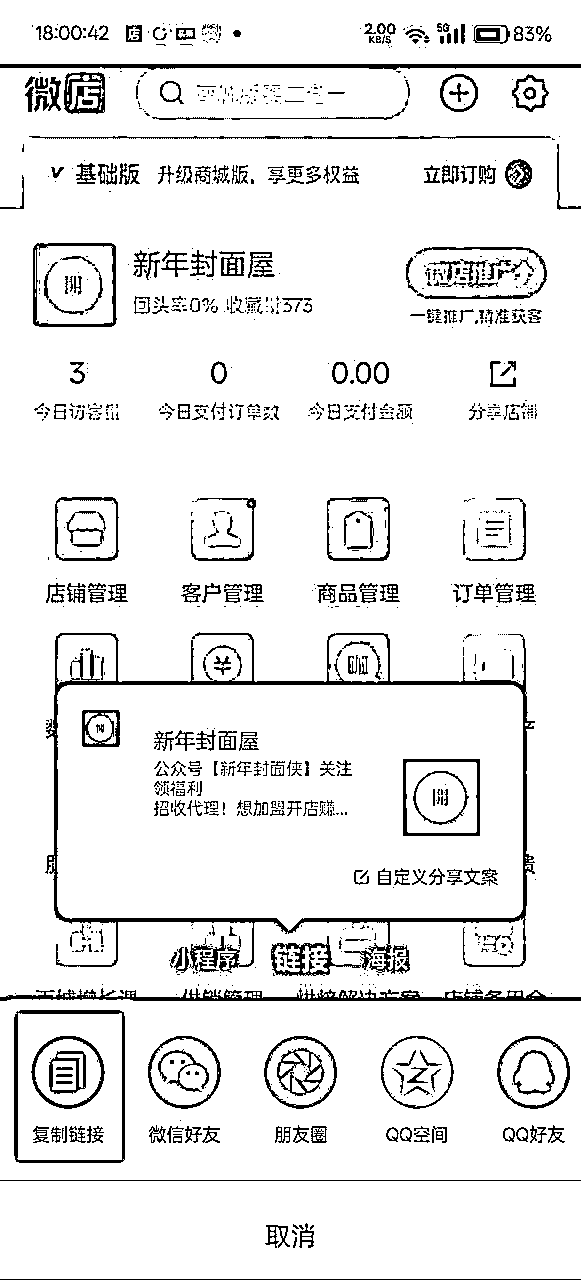 18:00:42
2.00 KB/S 5G 83%
微店
基础版 升级商城版，享更多权益 立即订购
新年封面屋
回头率0% 收藏数373
微店推广
一键推广,精准获客
3 0 0.00
今日访客量 今日支付订单数 今日支付金额 分享店铺
店铺管理 客户管理 商品管理 订单管理
新年封面屋
公众号【新年封面侠】关注
领福利
招收代理！想加盟开店赚...
自定义分享文案
小程序 链接 海报
复制链接 微信好友 朋友圈 QQ空间 QQ好友
取消